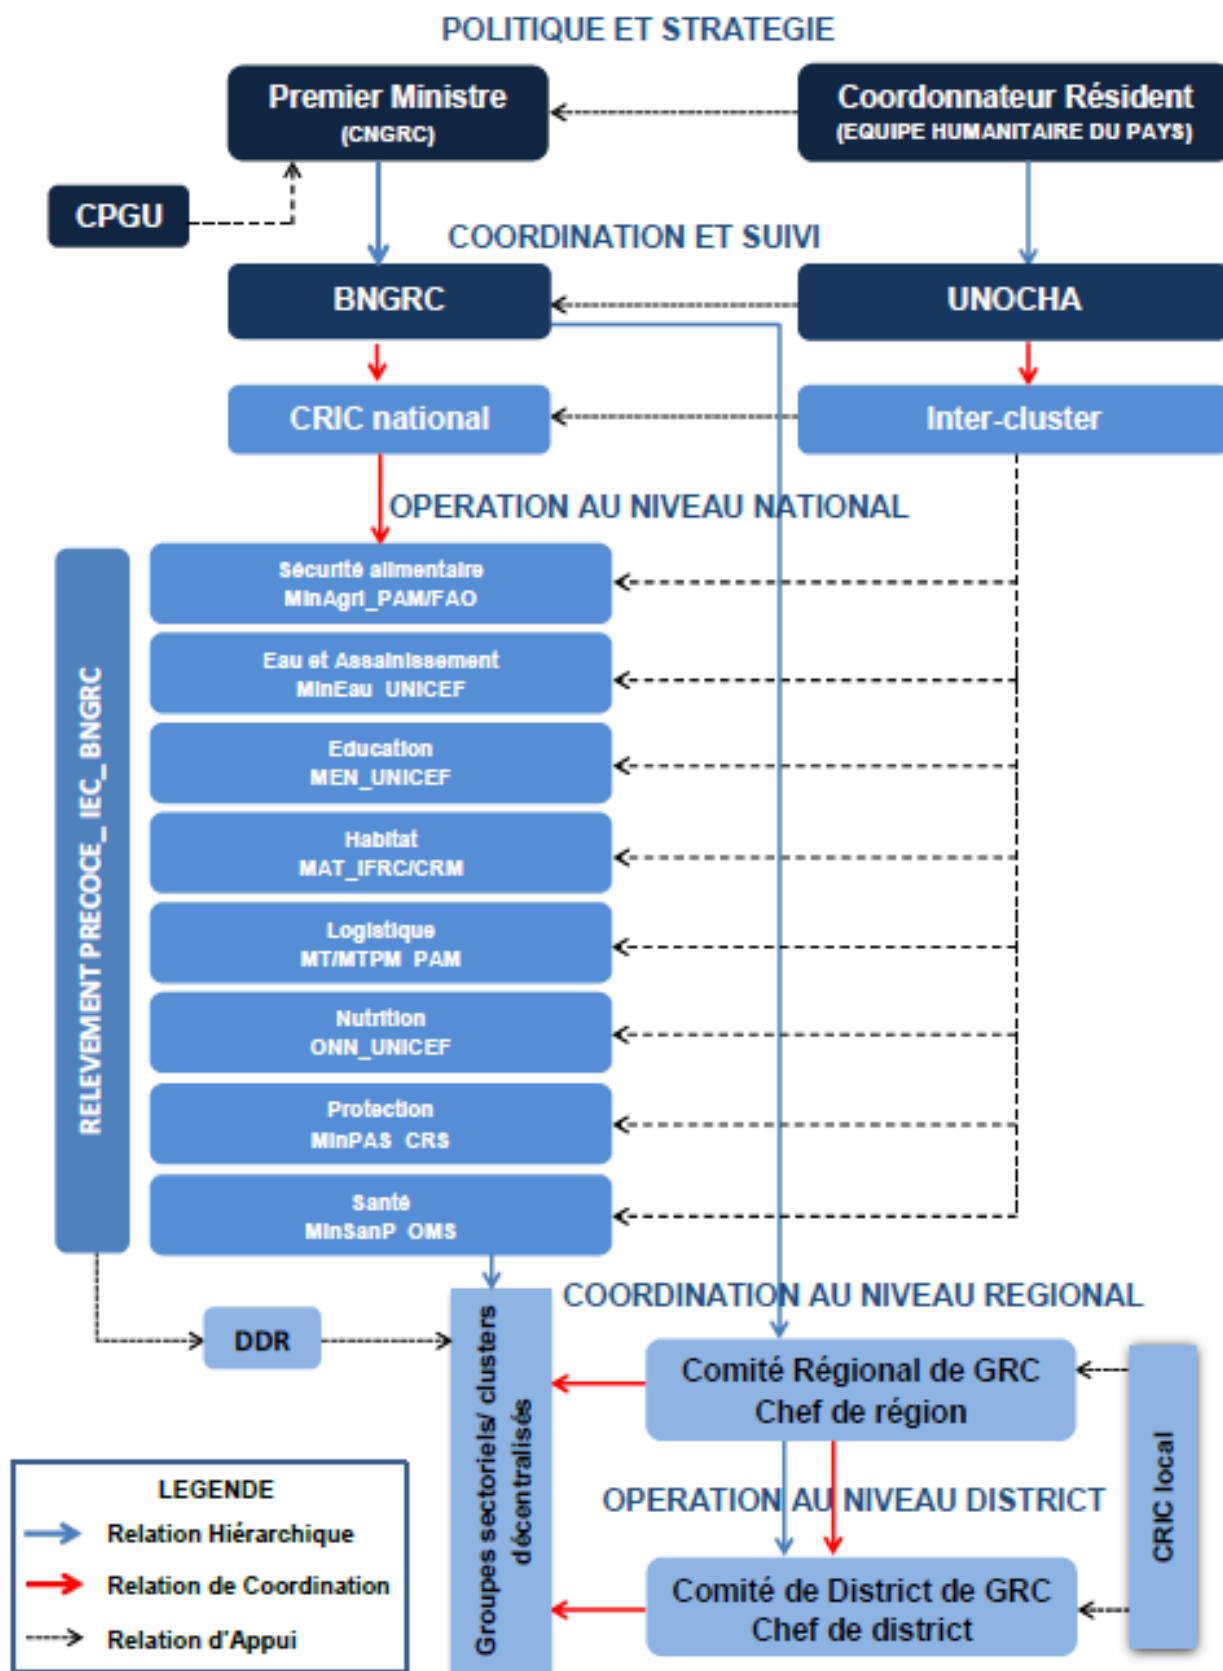 POLITIQUE ET STRATEGIE
Premier Ministre
(CNGRC)
Coordonnateur Résident
(EQUIPE HUMANITAIRE DU PAYS)
CPGU
COORDINATION ET SUIVI
BNGRC
UNOCHA
CRIC national
Inter-cluster
OPERATION AU NIVEAU NATIONAL
RELEVEMENT PRECOCE_ IEC_ BNGRC
Sécurité alimentaire
MinAgri_PAM/FAO
Eau et Assainissement
MinEau UNICEF
Education
MEN_UNICEF
Habitat
MAT_IFRC/CRM
Logistique
MT/MTPM PAM
Nutrition
ONN_UNICEF
Protection
MinPAS CRS
Santé
MinSanP OMS
COORDINATION AU NIVEAU REGIONAL
DDR
Groupes sectoriels/ clusters
décentralisés
Comité Régional de GRC
Chef de région
OPERATION AU NIVEAU DISTRICT
Comité de District de GRC
Chef de district
CRIC local
LEGENDE
Relation Hiérarchique
Relation de Coordination
Relation d'Appui